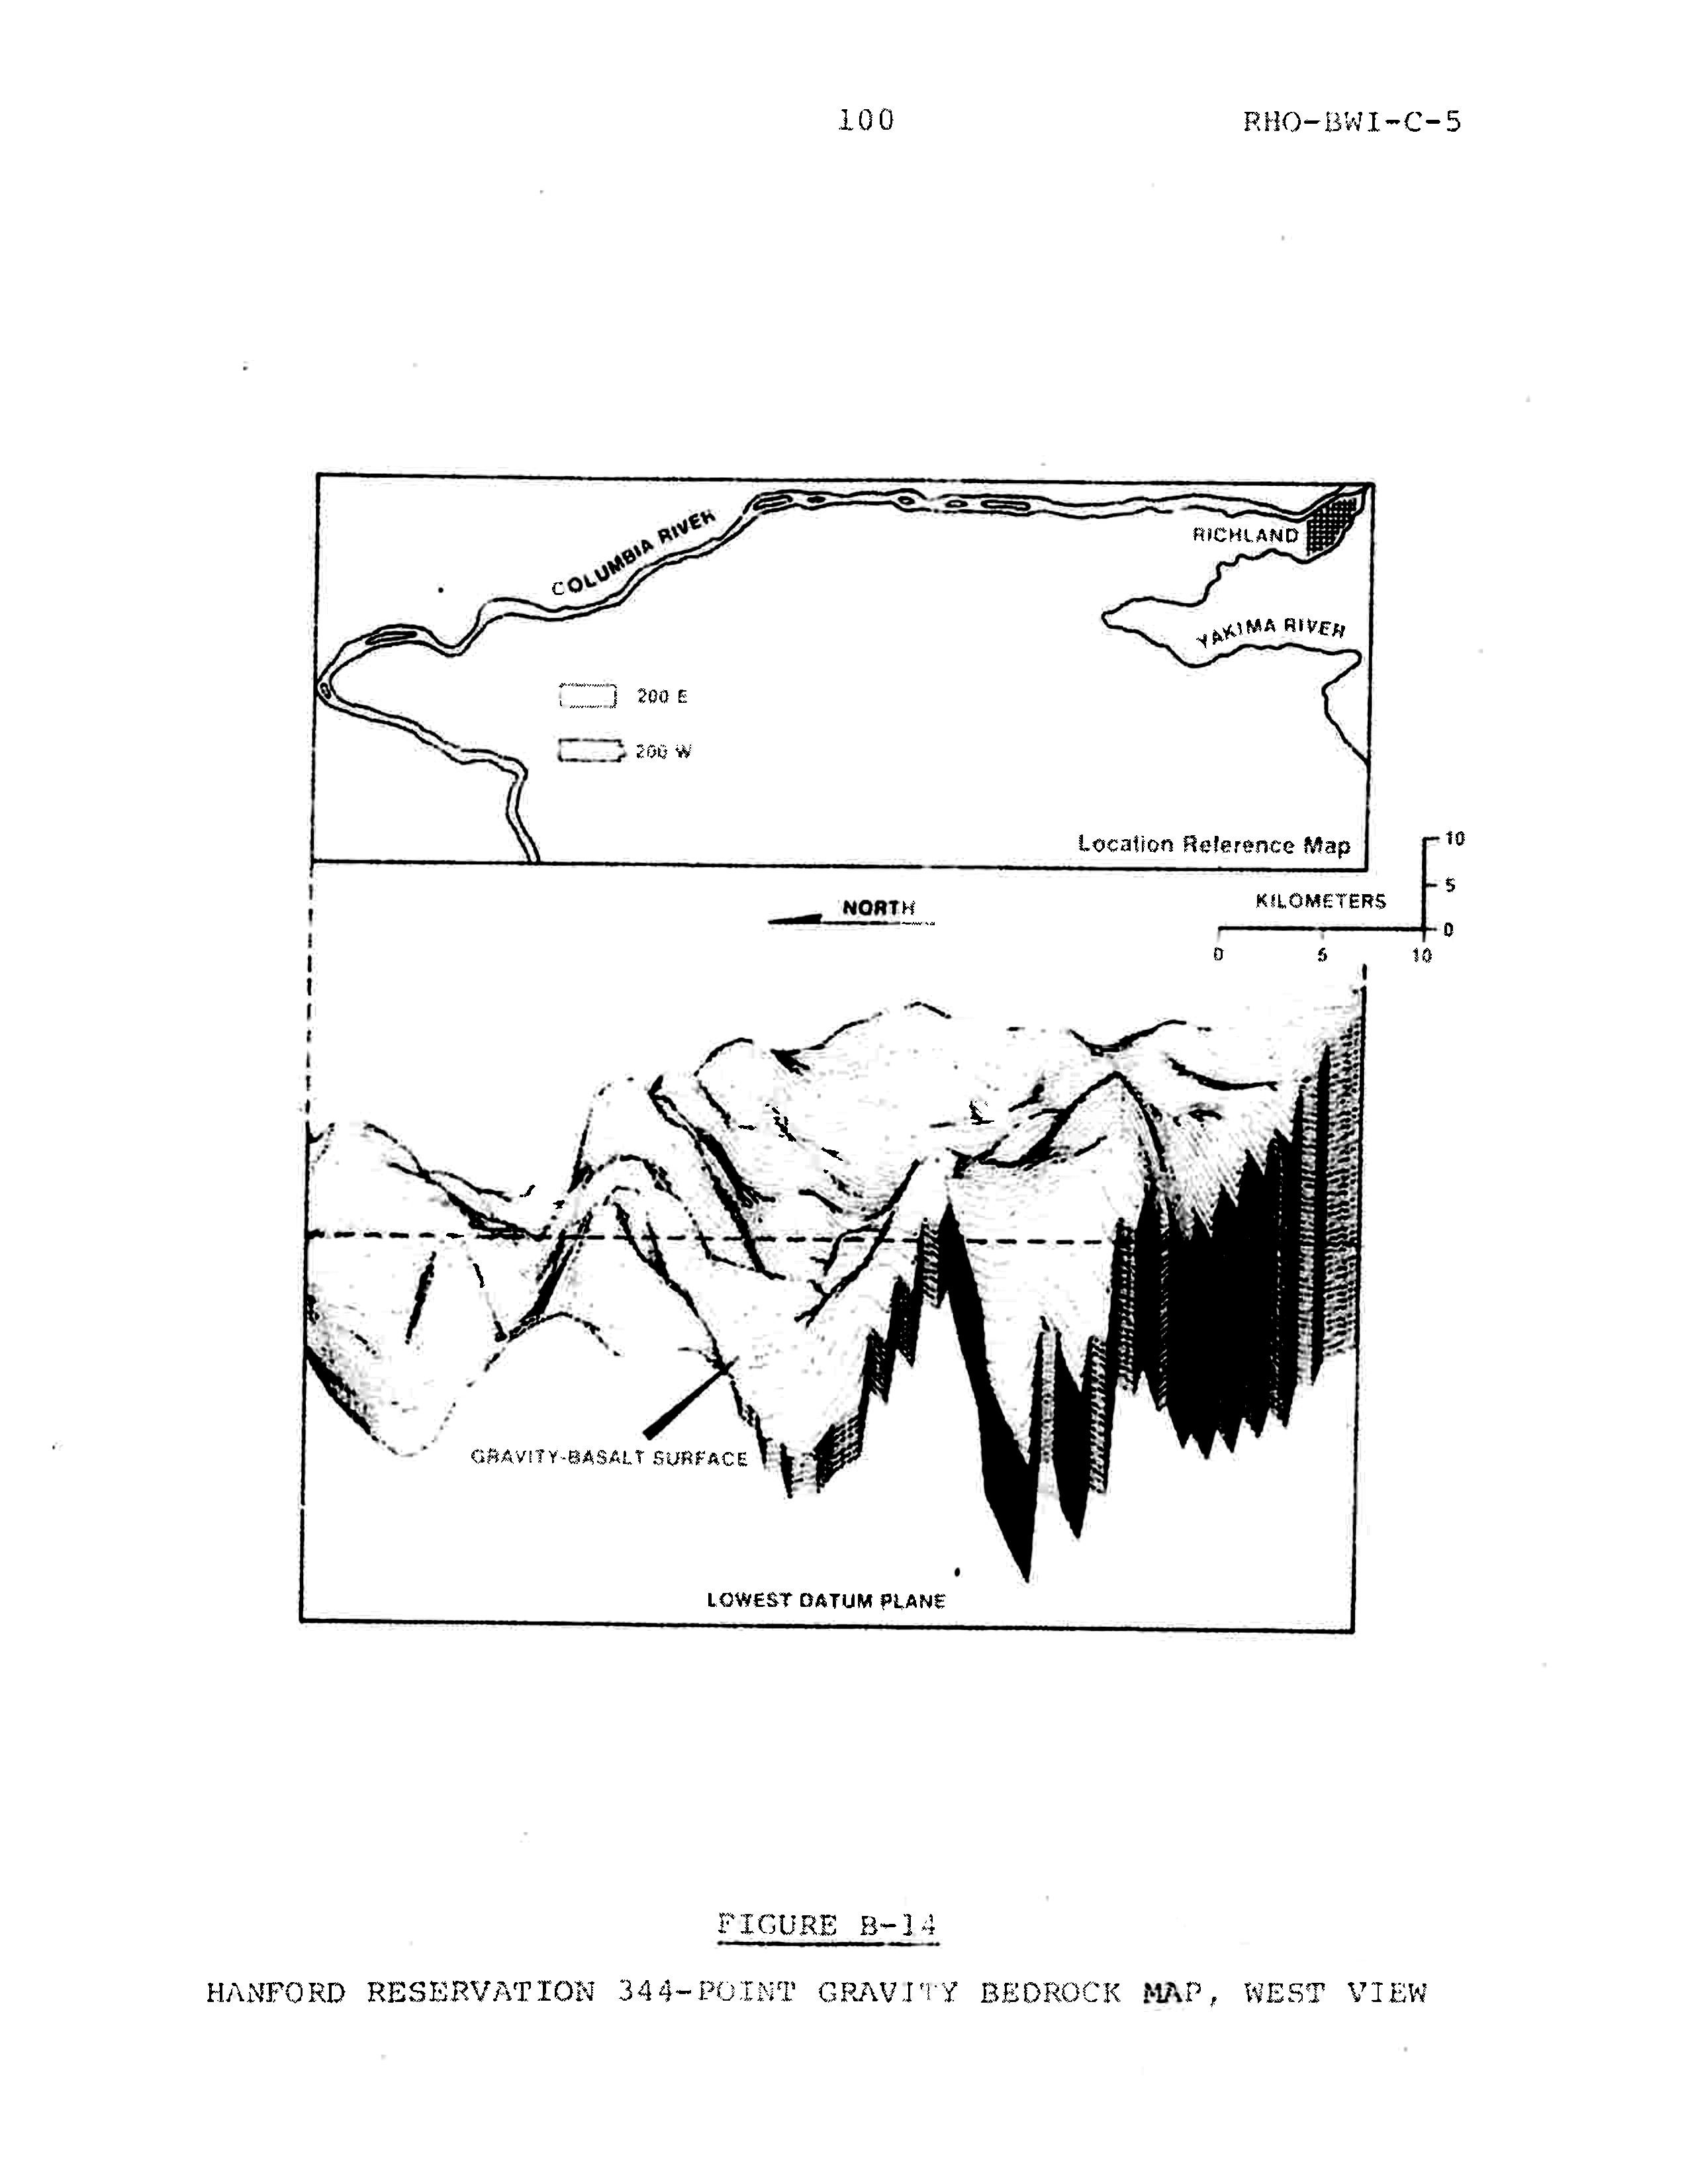 100 RHO-BWI-C-5
COLUMBIA RIVER
RICHLAND
YAKIMA RIVER
200 E
200 W
Location Reference Map
10
5
0
KILOMETERS
0 5 10
NORTH
GRAVITY-BASALT SURFACE
LOWEST DATUM PLANE
FIGURE B-14
HANFORD RESERVATION 344-POINT GRAVITY BEDROCK MAP, WEST VIEW